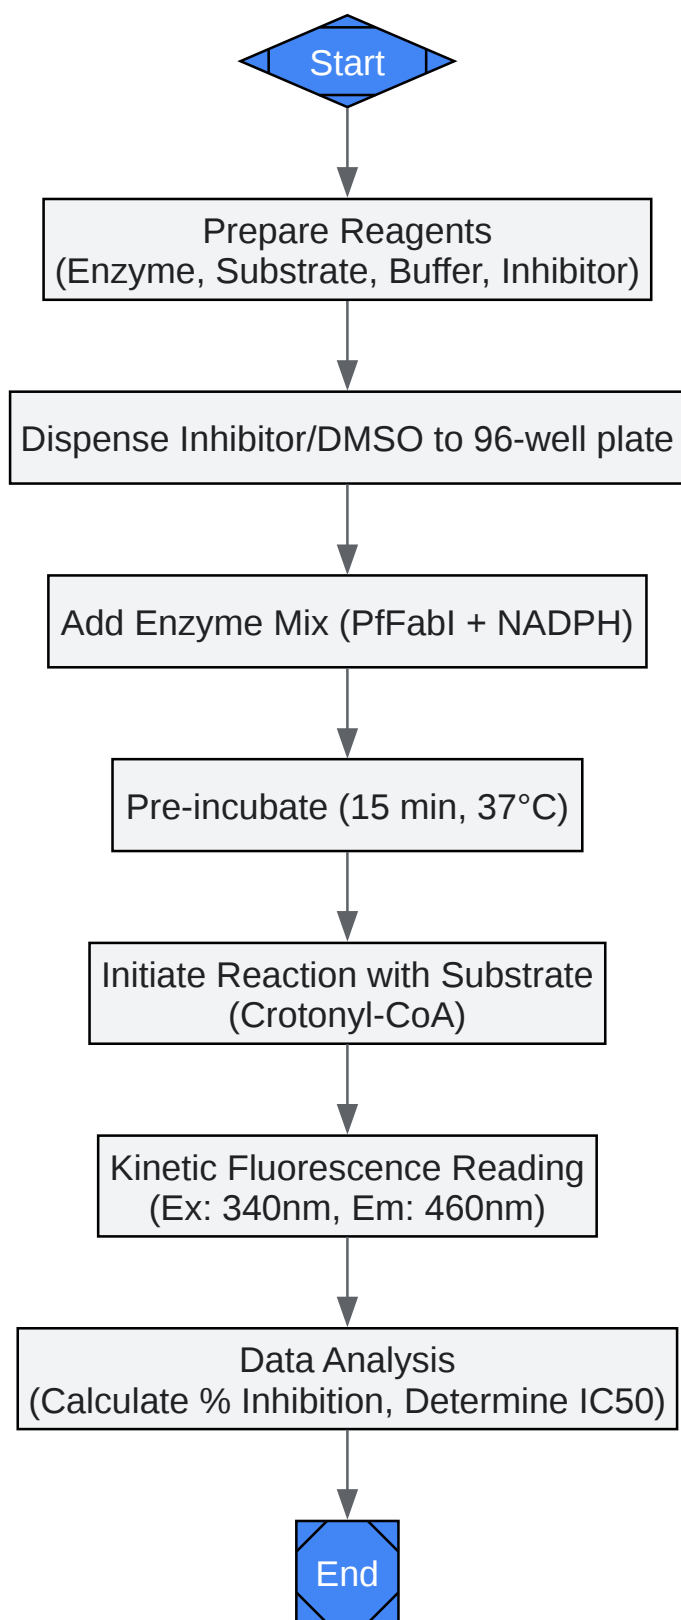 Start
Prepare Reagents
(Enzyme, Substrate, Buffer, Inhibitor)
Dispense Inhibitor/DMSO to 96-well plate
Add Enzyme Mix (PfFabI + NADPH)
Pre-incubate (15 min, 37°C)
Initiate Reaction with Substrate
(Crotonyl-CoA)
Kinetic Fluorescence Reading
(Ex: 340nm, Em: 460nm)
Data Analysis
(Calculate % Inhibition, Determine IC50)
End